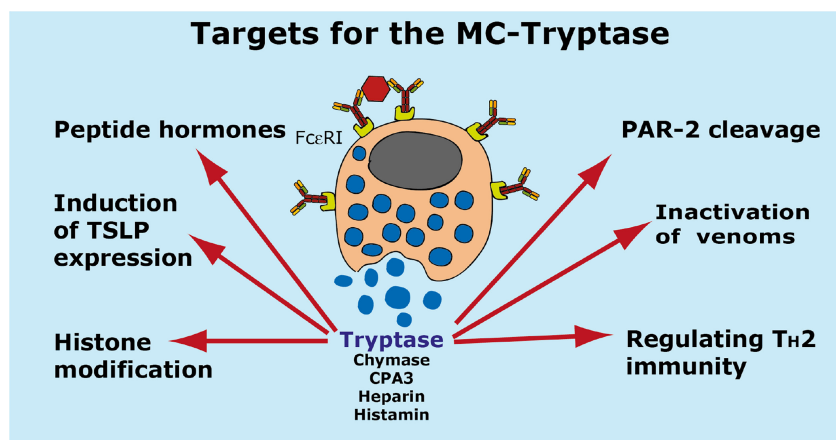 Targets for the MC-Tryptase
Peptide hormones
FcεRI
PAR-2 cleavage
Induction
of TSLP
expression
Inactivation
of venoms
Histone
modification
Tryptase
Chymase
CPA3
Heparin
Histamin
Regulating TH2
immunity